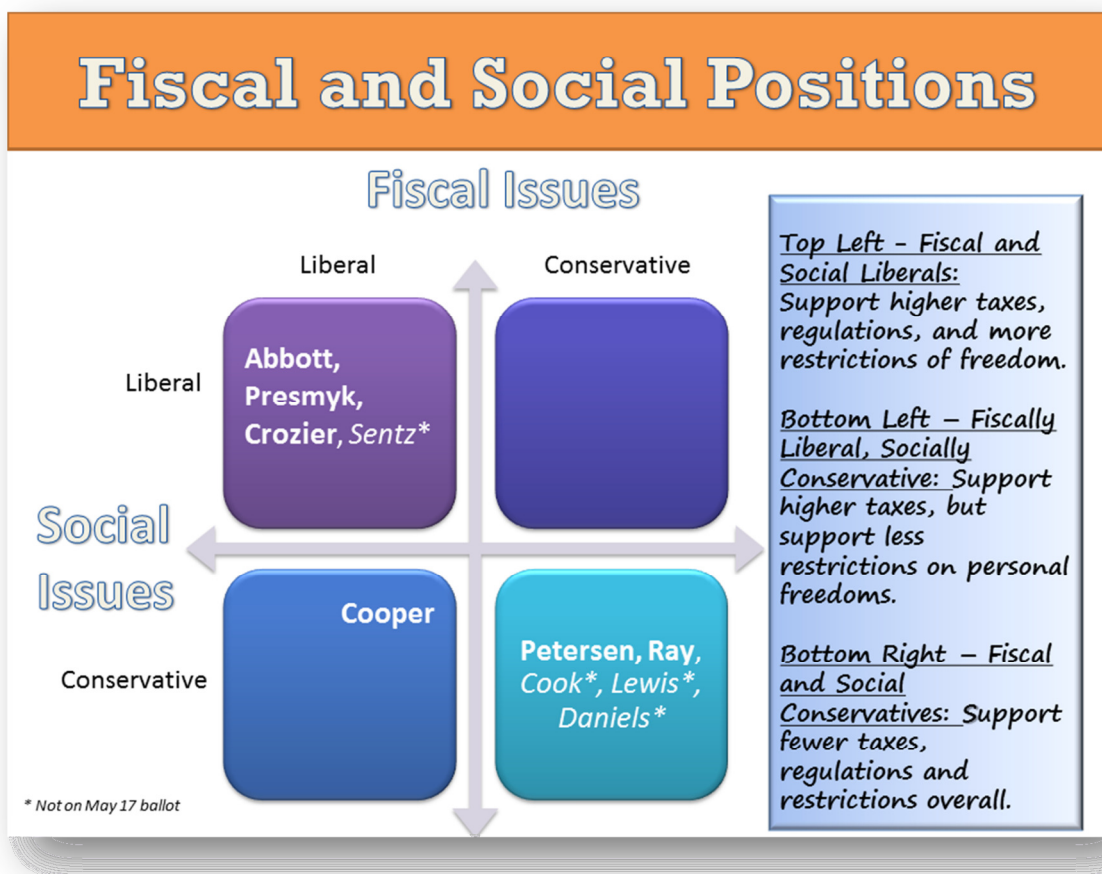 Fiscal and Social Positions
Fiscal Issues
Liberal
Conservative
Liberal
Abbott,
Presmyk,
Crozier, Sentz*
Social
Issues
Conservative
Cooper
Petersen, Ray,
Cook*, Lewis*,
Daniels*
* Not on May 17 ballot
Top Left - Fiscal and
Social Liberals:
Support higher taxes,
regulations, and more
restrictions of freedom.
Bottom Left – Fiscally
Liberal, Socially
Conservative: Support
higher taxes, but
support less
restrictions on personal
freedoms.
Bottom Right – Fiscal
and Social
Conservatives: Support
fewer taxes,
regulations and
restrictions overall.